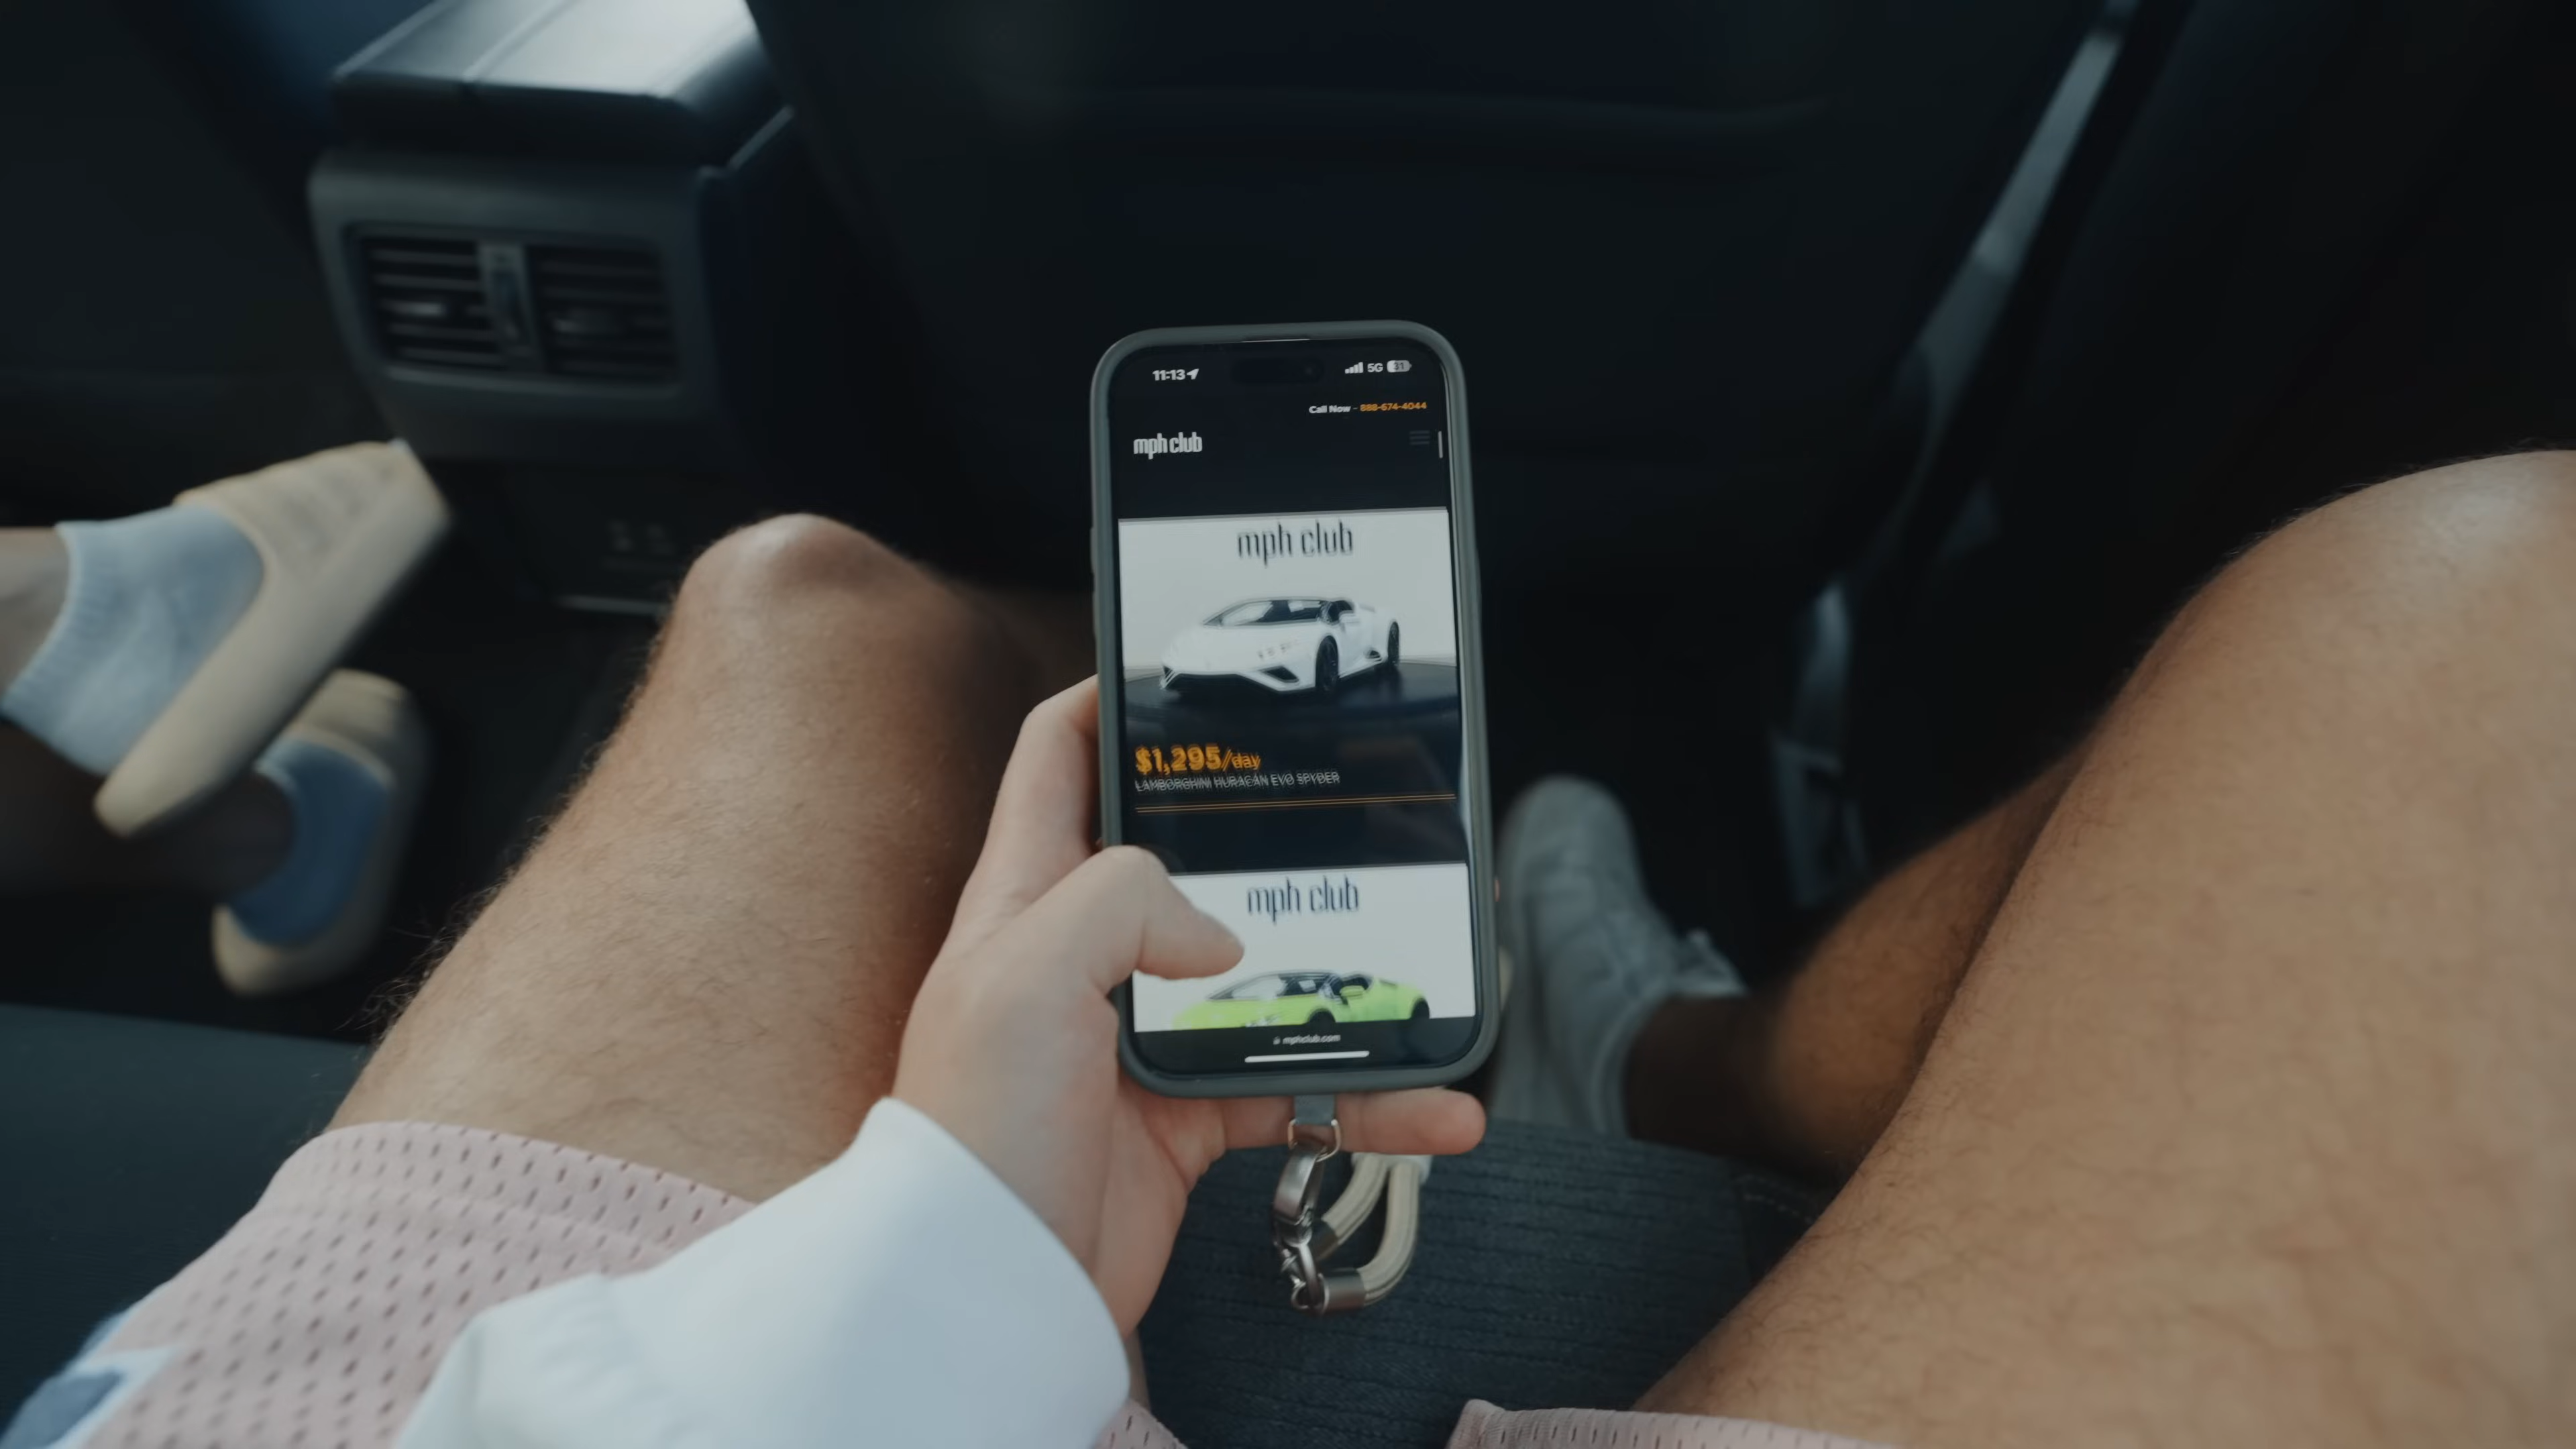 11:13
5G 31
Call Now - 888-674-4044
mph club
mph club
$1,295/day
LAMBORGHINI HURACAN EVO SPYDER
mph club
mphclub.com